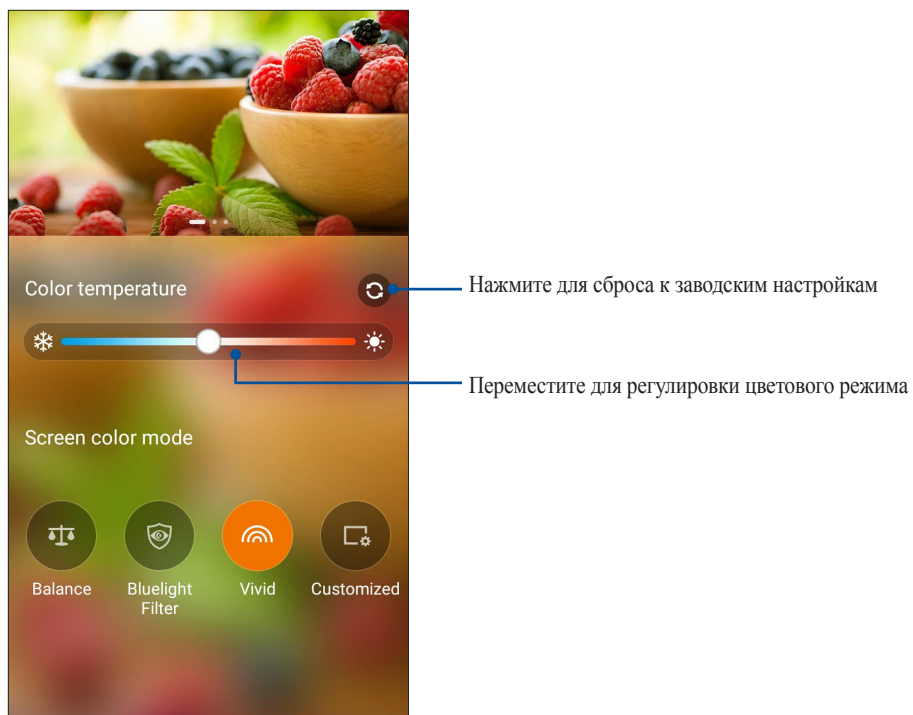 Color temperature
Нажмите для сброса к заводским настройкам
Переместите для регулировки цветового режима
Screen color mode
Balance
Bluelight
Filter
Vivid
Customized